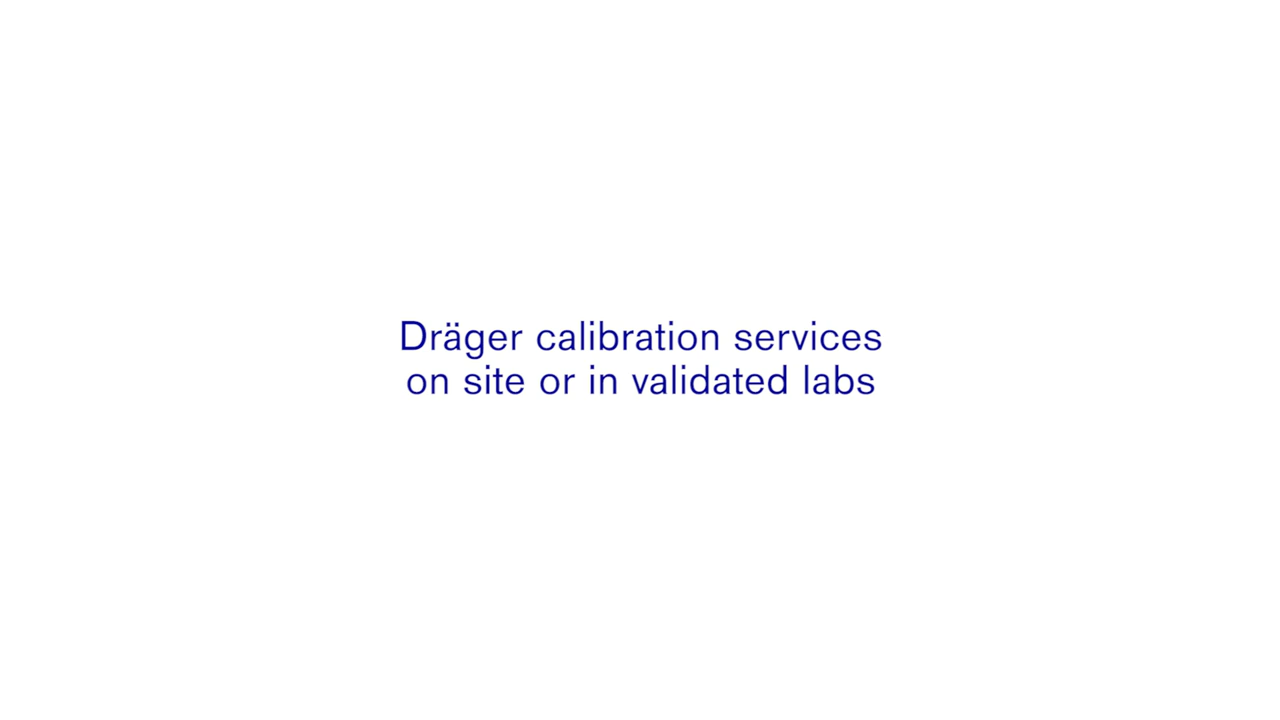 Dräger calibration services
on site or in validated labs